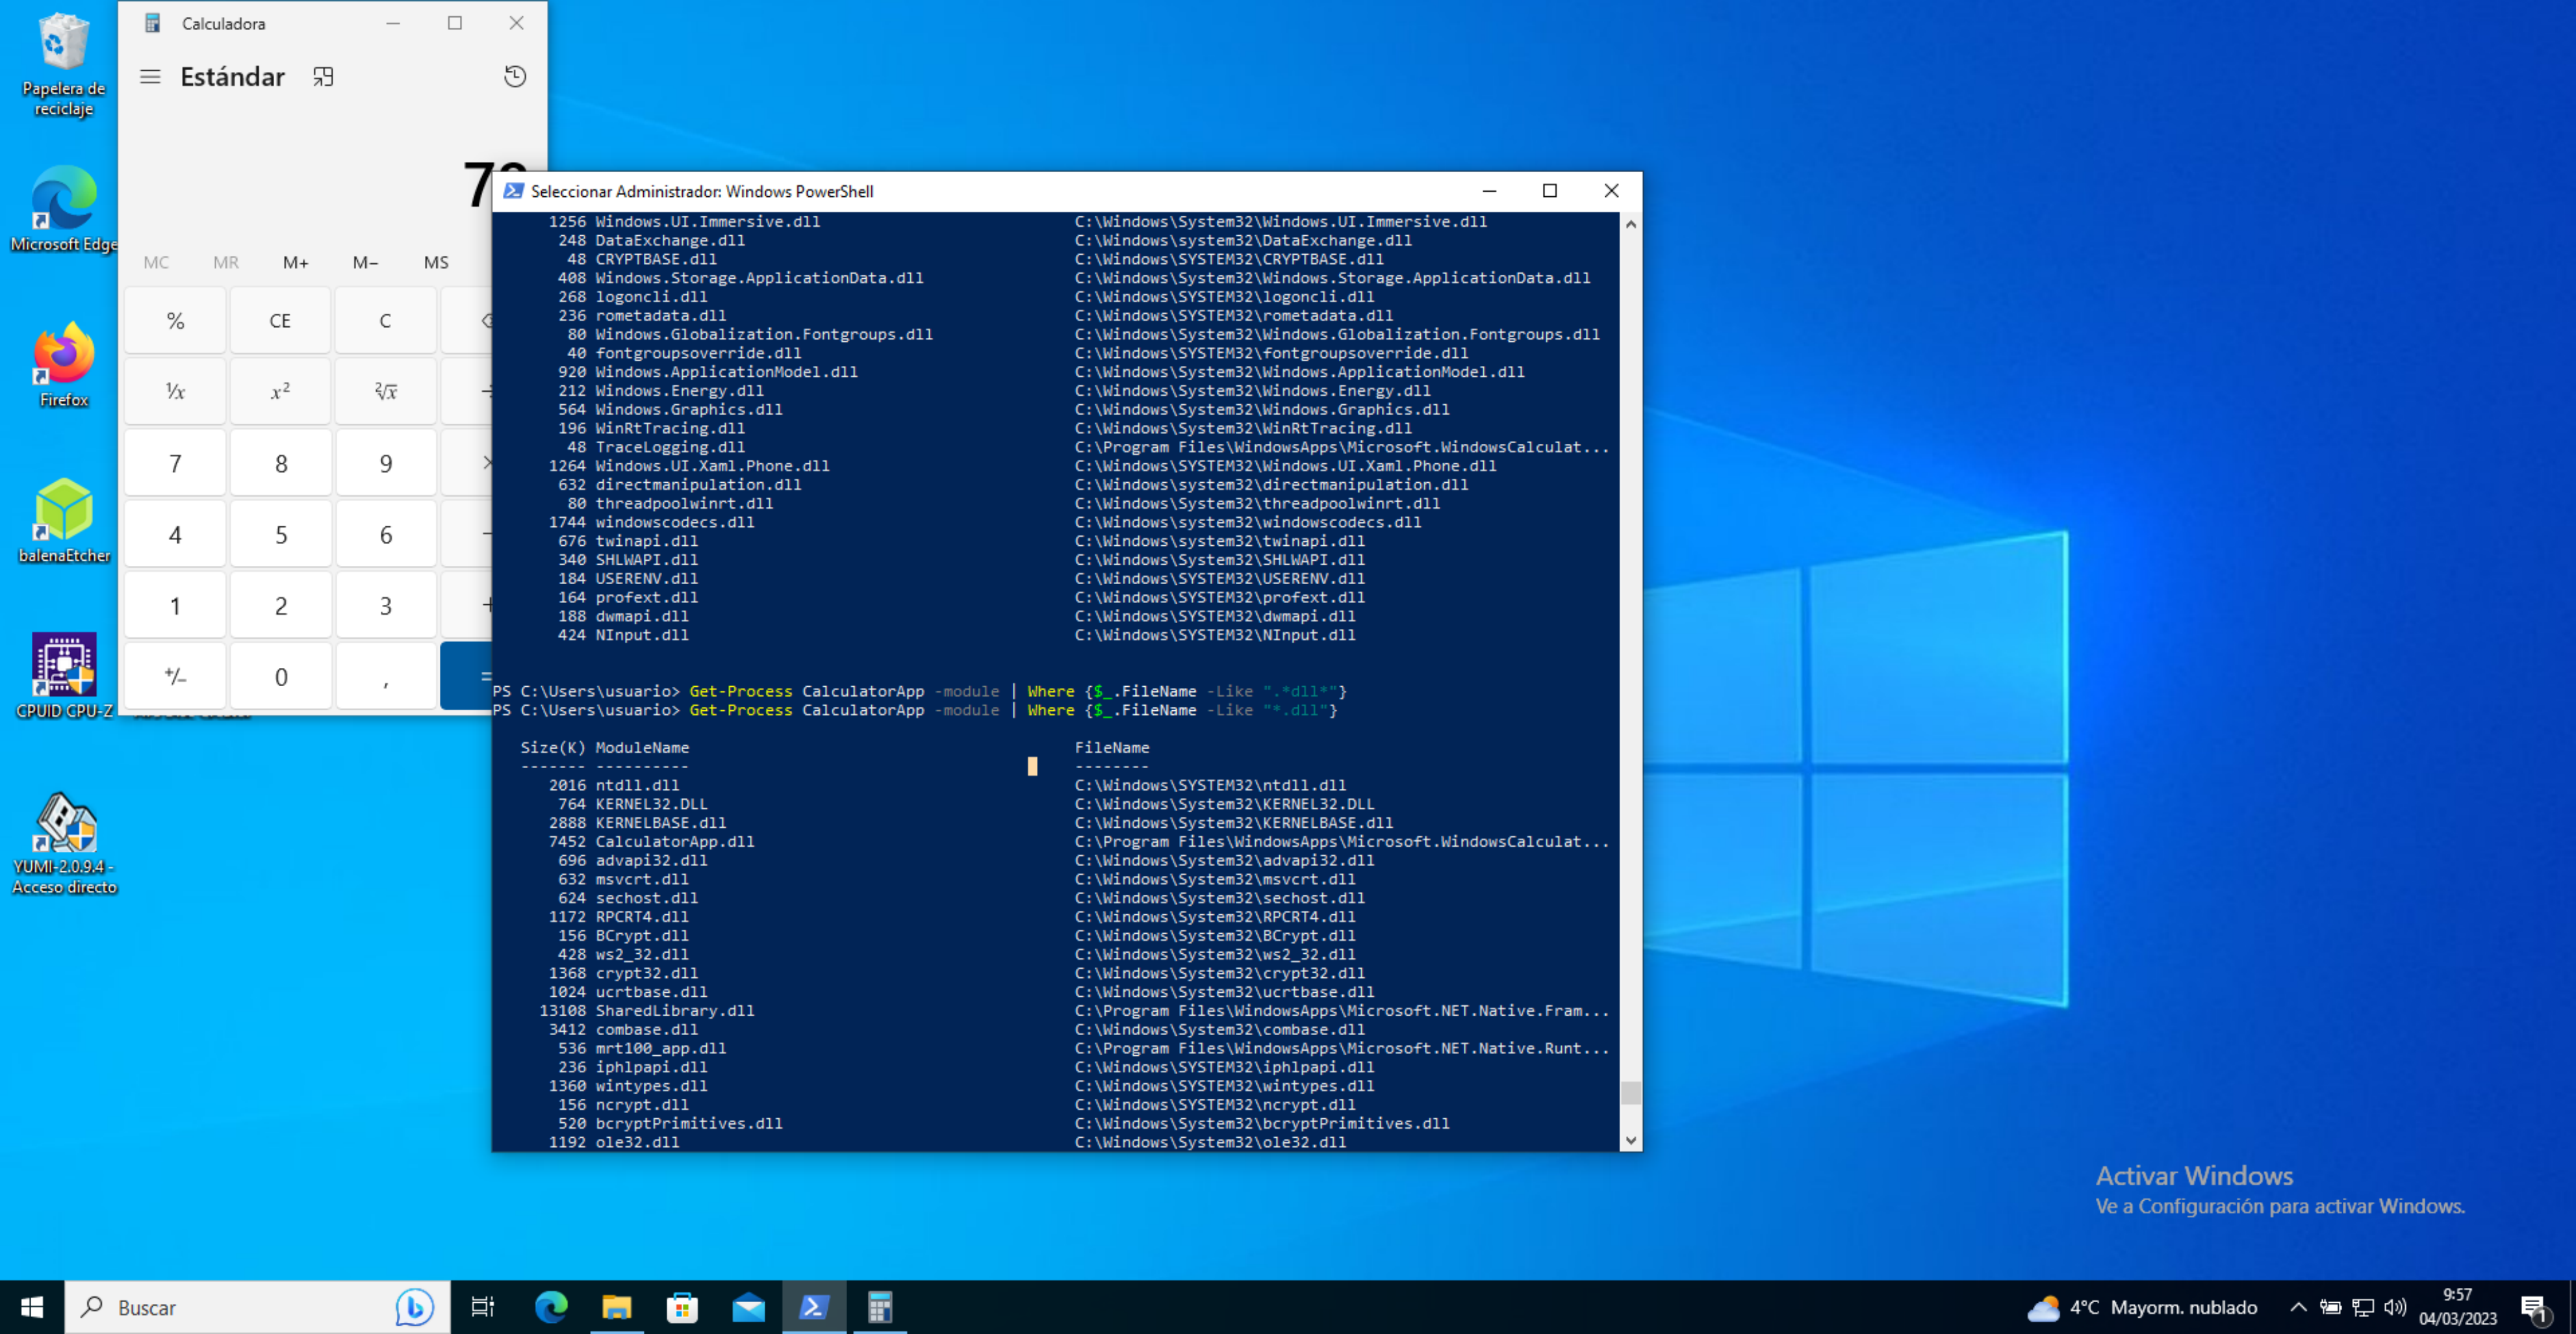 Papelera de
reciclaje
Microsoft Edge
Firefox
balenaEtcher
CPUID CPU-Z
YUMI-2.0.9.4 -
Acceso directo
Calculadora
Estándar
MC MR M+ M− MS
% CE C
¹⁄x x² ²√x
7 8 9 ×
4 5 6 −
1 2 3 +
+/− 0 , =
Seleccionar Administrador: Windows PowerShell
1256 Windows.UI.Immersive.dll C:\Windows\System32\Windows.UI.Immersive.dll
248 DataExchange.dll C:\Windows\system32\DataExchange.dll
48 CRYPTBASE.dll C:\Windows\SYSTEM32\CRYPTBASE.dll
408 Windows.Storage.ApplicationData.dll C:\Windows\System32\Windows.Storage.ApplicationData.dll
268 logoncli.dll C:\Windows\SYSTEM32\logoncli.dll
236 rometadata.dll C:\Windows\SYSTEM32\rometadata.dll
80 Windows.Globalization.Fontgroups.dll C:\Windows\System32\Windows.Globalization.Fontgroups.dll
40 fontgroupsoverride.dll C:\Windows\SYSTEM32\fontgroupsoverride.dll
920 Windows.ApplicationModel.dll C:\Windows\SYSTEM32\Windows.ApplicationModel.dll
212 Windows.Energy.dll C:\Windows\System32\Windows.Energy.dll
564 Windows.Graphics.dll C:\Windows\System32\Windows.Graphics.dll
196 WinRtTracing.dll C:\Windows\System32\WinRtTracing.dll
48 TraceLogging.dll C:\Program Files\WindowsApps\Microsoft.WindowsCalculat...
1264 Windows.UI.Xaml.Phone.dll C:\Windows\SYSTEM32\Windows.UI.Xaml.Phone.dll
632 directmanipulation.dll C:\Windows\system32\directmanipulation.dll
80 threadpoolwinrt.dll C:\Windows\System32\threadpoolwinrt.dll
1744 windowscodecs.dll C:\Windows\system32\windowscodecs.dll
676 twinapi.dll C:\Windows\System32\twinapi.dll
340 SHLWAPI.dll C:\Windows\System32\SHLWAPI.dll
184 USERENV.dll C:\Windows\SYSTEM32\USERENV.dll
164 profext.dll C:\Windows\SYSTEM32\profext.dll
188 dwmapi.dll C:\Windows\SYSTEM32\dwmapi.dll
424 NInput.dll C:\Windows\SYSTEM32\NInput.dll
PS C:\Users\usuario> Get-Process CalculatorApp -module | Where {$_.FileName -Like ".*dll*"}
PS C:\Users\usuario> Get-Process CalculatorApp -module | Where {$_.FileName -Like "*.dll"}
Size(K) ModuleName FileName
------- ---------- --------
2016 ntdll.dll C:\Windows\SYSTEM32\ntdll.dll
764 KERNEL32.DLL C:\Windows\System32\KERNEL32.DLL
2888 KERNELBASE.dll C:\Windows\System32\KERNELBASE.dll
7452 CalculatorApp.dll C:\Program Files\WindowsApps\Microsoft.WindowsCalculat...
696 advapi32.dll C:\Windows\System32\advapi32.dll
632 msvcrt.dll C:\Windows\System32\msvcrt.dll
624 sechost.dll C:\Windows\System32\sechost.dll
1172 RPCRT4.dll C:\Windows\System32\RPCRT4.dll
156 BCrypt.dll C:\Windows\System32\BCrypt.dll
428 ws2_32.dll C:\Windows\System32\ws2_32.dll
1368 crypt32.dll C:\Windows\System32\crypt32.dll
1024 ucrtbase.dll C:\Windows\System32\ucrtbase.dll
13108 SharedLibrary.dll C:\Program Files\WindowsApps\Microsoft.NET.Native.Fram...
3412 combase.dll C:\Windows\System32\combase.dll
536 mrt100_app.dll C:\Program Files\WindowsApps\Microsoft.NET.Native.Runt...
236 iphlpapi.dll C:\Windows\SYSTEM32\iphlpapi.dll
1360 wintypes.dll C:\Windows\SYSTEM32\wintypes.dll
156 ncrypt.dll C:\Windows\SYSTEM32\ncrypt.dll
520 bcryptPrimitives.dll C:\Windows\System32\bcryptPrimitives.dll
1192 ole32.dll C:\Windows\System32\ole32.dll
Activar Windows
Ve a Configuración para activar Windows.
Buscar
4°C Mayorm. nublado
9:57
04/03/2023
1